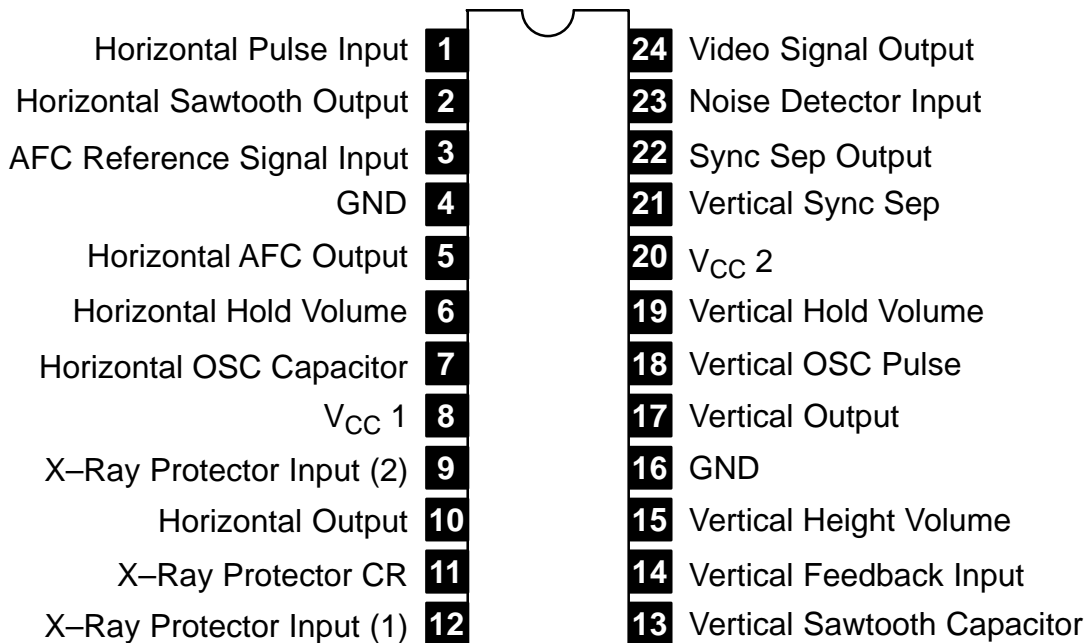 Horizontal Pulse Input 1 24 Video Signal Output
Horizontal Sawtooth Output 2 23 Noise Detector Input
AFC Reference Signal Input 3 22 Sync Sep Output
GND 4 21 Vertical Sync Sep
Horizontal AFC Output 5 20 VCC 2
Horizontal Hold Volume 6 19 Vertical Hold Volume
Horizontal OSC Capacitor 7 18 Vertical OSC Pulse
VCC 1 8 17 Vertical Output
X–Ray Protector Input (2) 9 16 GND
Horizontal Output 10 15 Vertical Height Volume
X–Ray Protector CR 11 14 Vertical Feedback Input
X–Ray Protector Input (1) 12 13 Vertical Sawtooth Capacitor